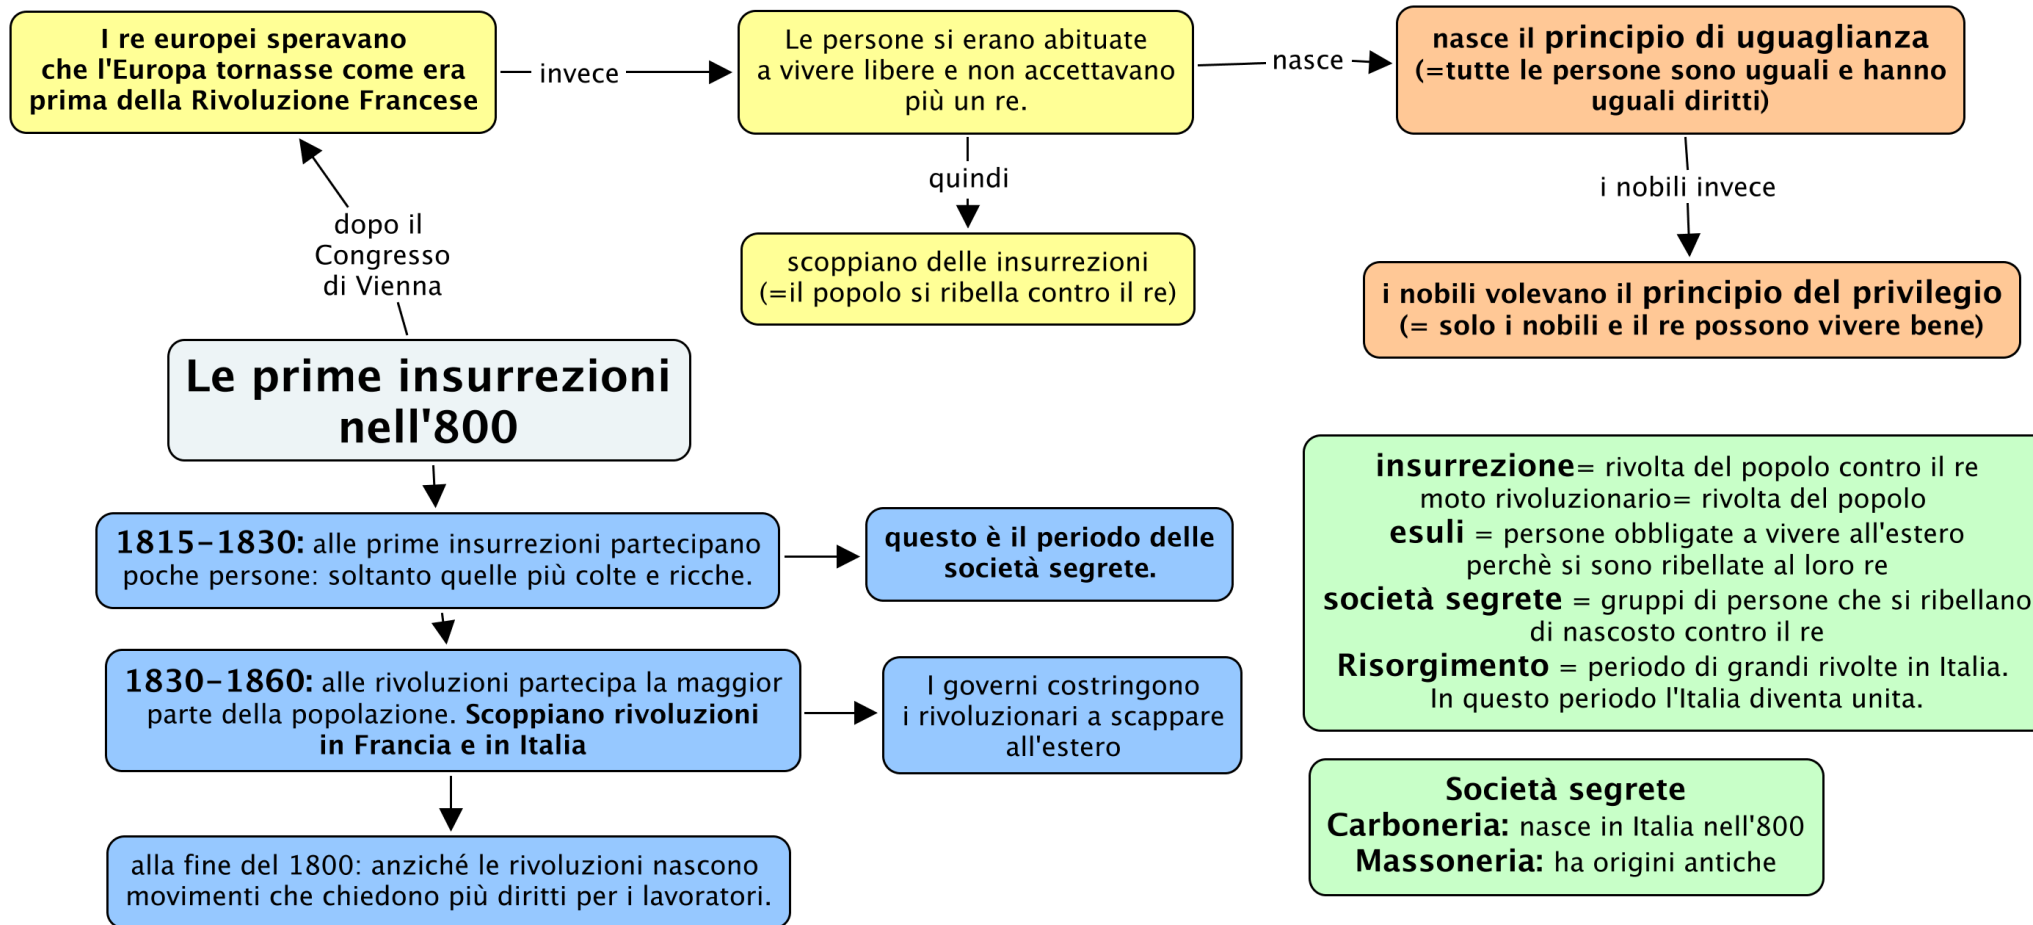 I re europei speravano
che l'Europa tornasse come era
prima della Rivoluzione Francese
invece
Le persone si erano abituate
a vivere libere e non accettavano
più un re.
nasce
nasce il principio di uguaglianza
(=tutte le persone sono uguali e hanno
uguali diritti)
quindi
i nobili invece
dopo il
Congresso
di Vienna
scoppiano delle insurrezioni
(=il popolo si ribella contro il re)
i nobili volevano il principio del privilegio
(= solo i nobili e il re possono vivere bene)
Le prime insurrezioni
nell'800
1815-1830: alle prime insurrezioni partecipano
poche persone: soltanto quelle più colte e ricche.
questo è il periodo delle
società segrete.
1830-1860: alle rivoluzioni partecipa la maggior
parte della popolazione. Scoppiano rivoluzioni
in Francia e in Italia
I governi costringono
i rivoluzionari a scappare
all'estero
alla fine del 1800: anziché le rivoluzioni nascono
movimenti che chiedono più diritti per i lavoratori.
insurrezione= rivolta del popolo contro il re
moto rivoluzionario= rivolta del popolo
esuli = persone obbligate a vivere all'estero
perchè si sono ribellate al loro re
società segrete = gruppi di persone che si ribellano
di nascosto contro il re
Risorgimento = periodo di grandi rivolte in Italia.
In questo periodo l'Italia diventa unita.
Società segrete
Carboneria: nasce in Italia nell'800
Massoneria: ha origini antiche